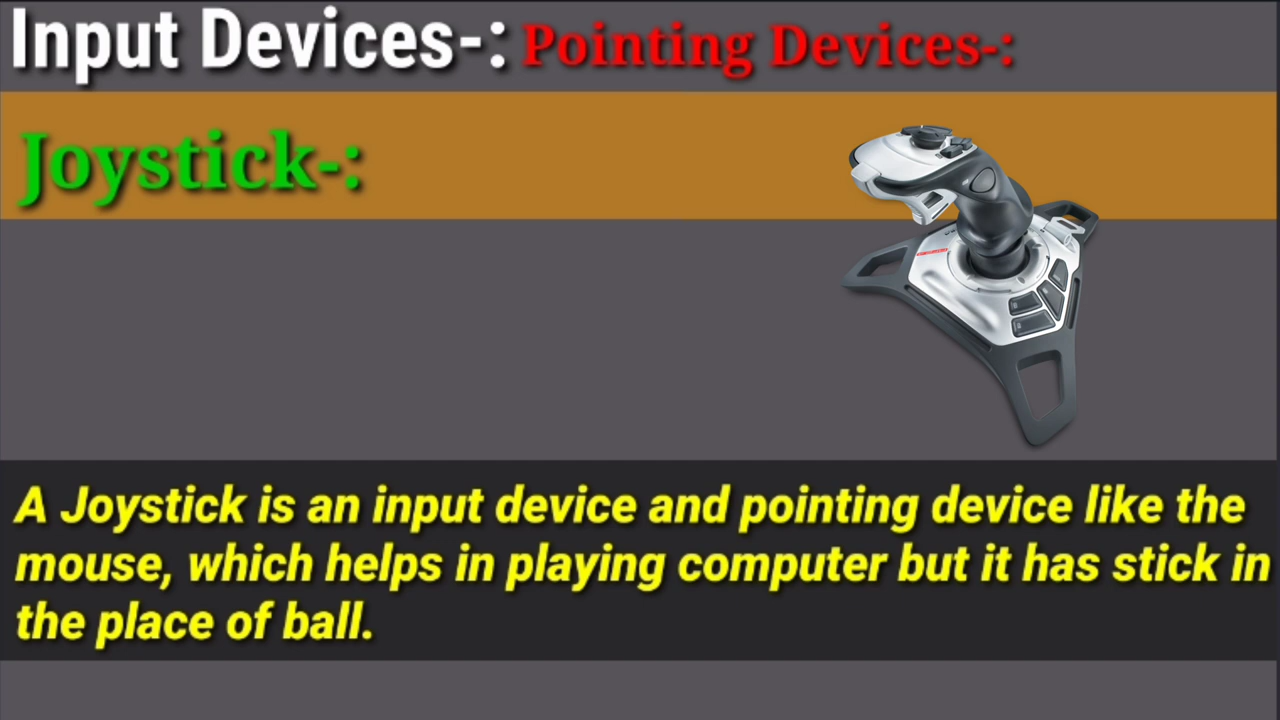 Input Devices-: Pointing Devices-:
Joystick-:
A Joystick is an input device and pointing device like the
mouse, which helps in playing computer but it has stick in
the place of ball.